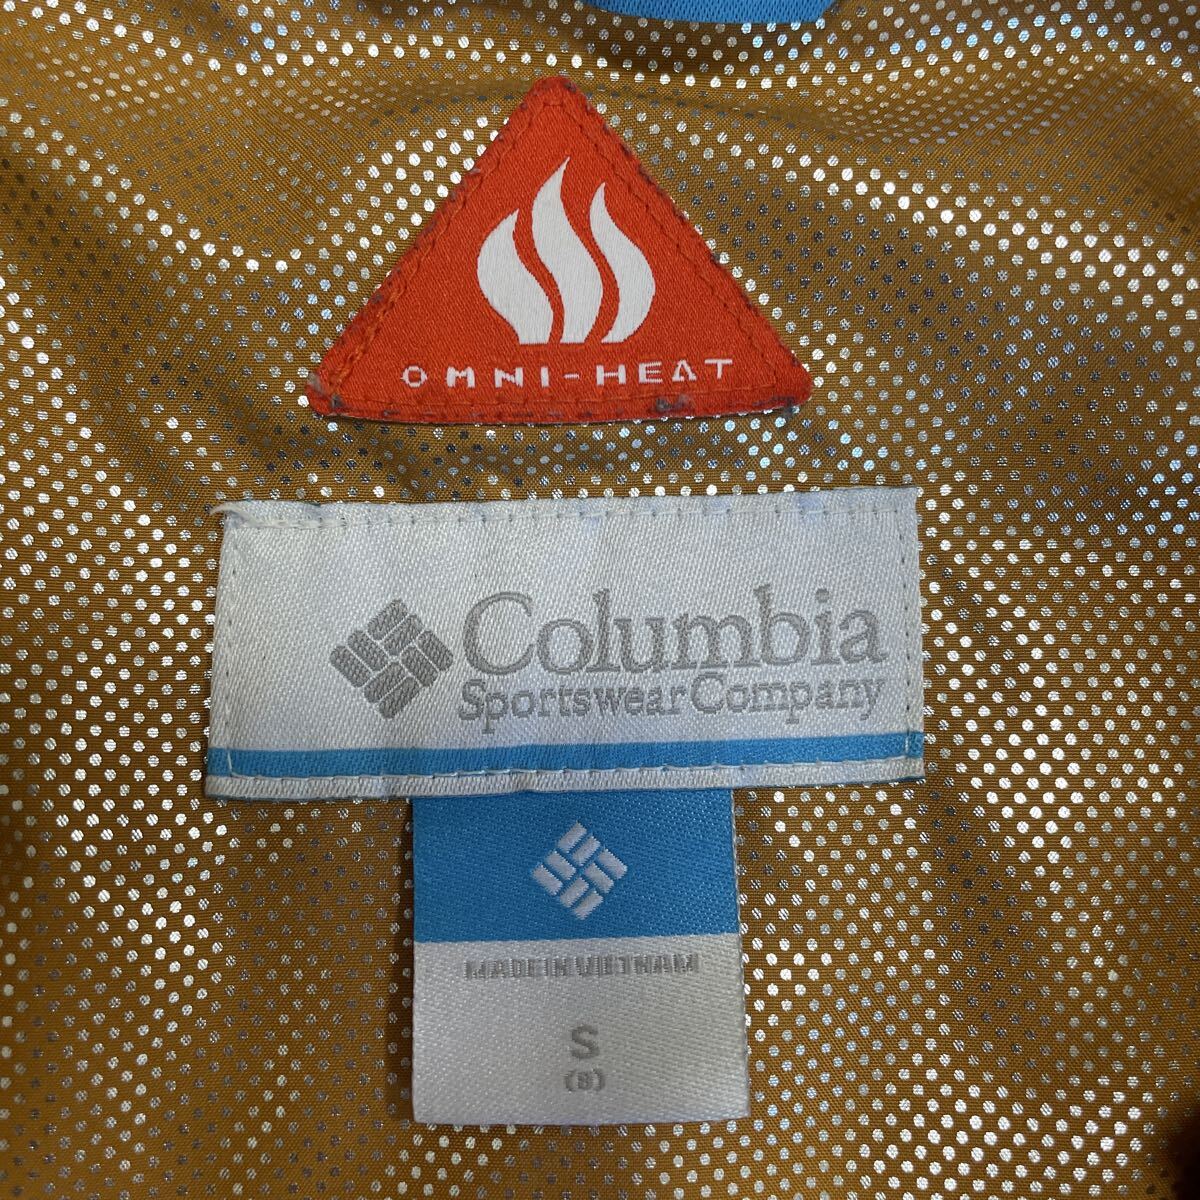 OMNI-HEAT
Columbia
Sportswear Company
MADE IN VIETNAM
S
(8)